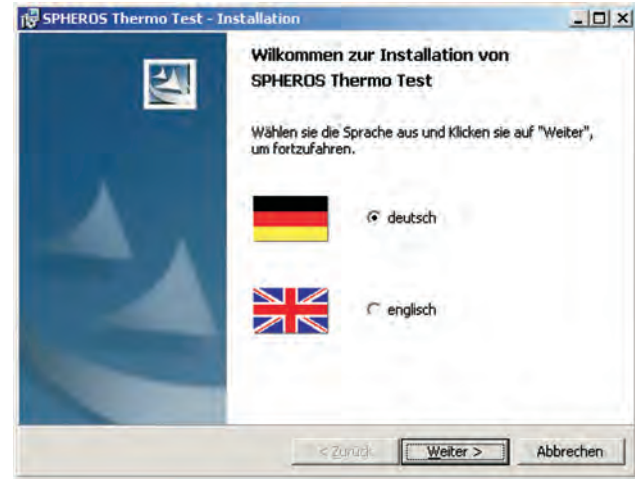 SPHEROS Thermo Test - Installation
Wilkommen zur Installation von
SPHEROS Thermo Test
Wählen sie die Sprache aus und Klicken sie auf "Weiter",
um fortzufahren.
deutsch
englisch
< Zurück Weiter > Abbrechen